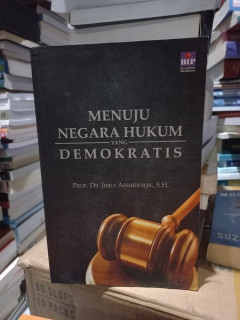 BIP
MENUJU
NEGARA HUKUM
YANG
DEMOKRATIS
PROF. DR. JIMLY ASSHIDDIQIE, S.H.